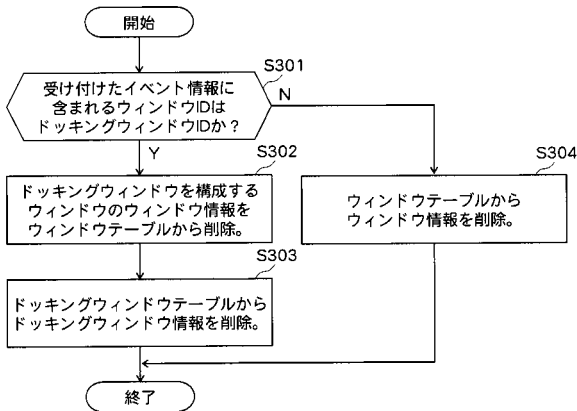 開始
S301
受け付けたイベント情報に
含まれるウィンドウIDは
ドッキングウィンドウIDか？
N
Y
S302
ドッキングウィンドウを構成する
ウィンドウのウィンドウ情報を
ウィンドウテーブルから削除。
S304
ウィンドウテーブルから
ウィンドウ情報を削除。
S303
ドッキングウィンドウテーブルから
ドッキングウィンドウ情報を削除。
終了